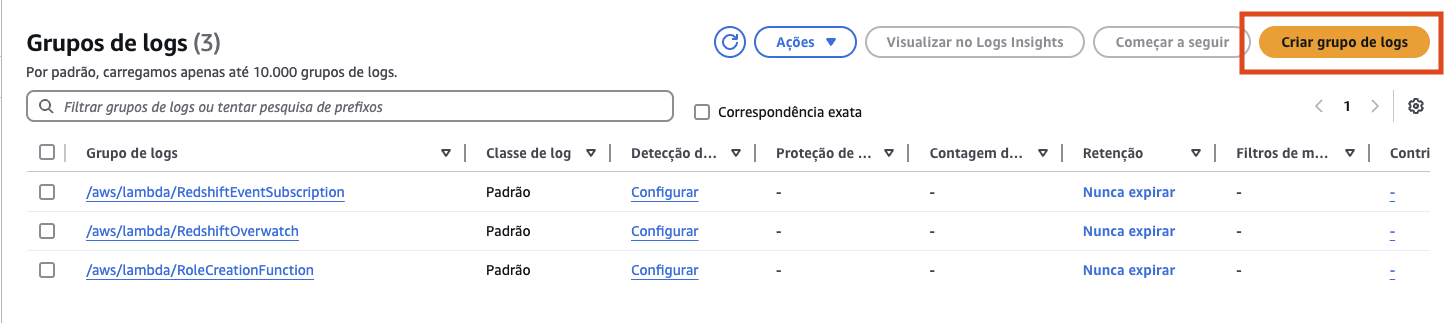 Grupos de logs (3)
Ações Visualizar no Logs Insights Começar a seguir Criar grupo de logs
Por padrão, carregamos apenas até 10.000 grupos de logs.
Filtrar grupos de logs ou tentar pesquisa de prefixos Correspondência exata 1
Grupo de logs Classe de log Detecção d... Proteção de ... Contagem d... Retenção Filtros de m... Contri
/aws/lambda/RedshiftEventSubscription Padrão Configurar - - Nunca expirar - -
/aws/lambda/RedshiftOverwatch Padrão Configurar - - Nunca expirar - -
/aws/lambda/RoleCreationFunction Padrão Configurar - - Nunca expirar - -